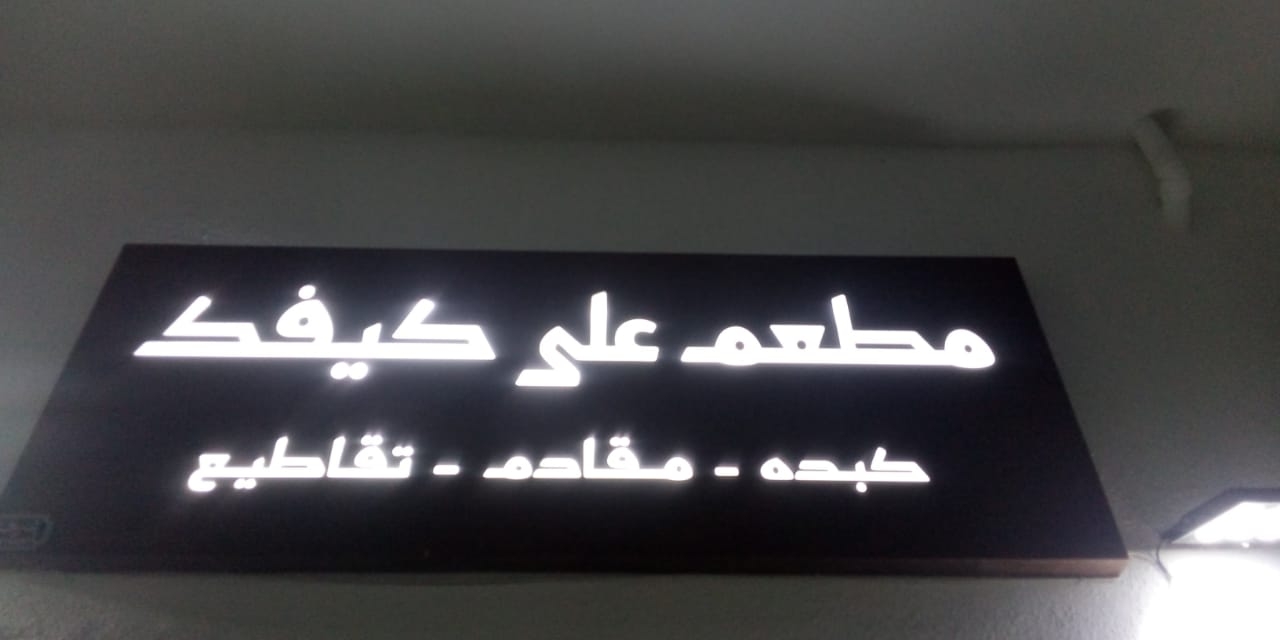 مطعم على كيفك
كبده - مقادم - تقاطيع